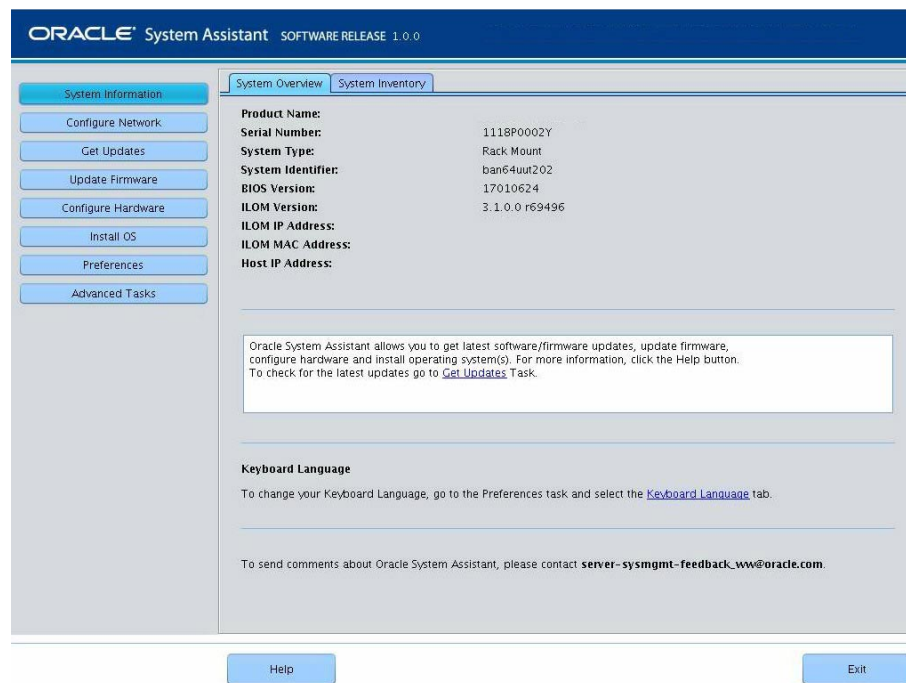 ORACLE System Assistant SOFTWARE RELEASE 1.0.0
System Information
Configure Network
Get Updates
Update Firmware
Configure Hardware
Install OS
Preferences
Advanced Tasks
System Overview System Inventory
Product Name:
Serial Number: 1118P0002Y
System Type: Rack Mount
System Identifier: ban64uut202
BIOS Version: 17010624
ILOM Version: 3.1.0.0 r69496
ILOM IP Address:
ILOM MAC Address:
Host IP Address:
Oracle System Assistant allows you to get latest software/firmware updates, update firmware,
configure hardware and install operating system(s). For more information, click the Help button.
To check for the latest updates go to Get Updates Task.
Keyboard Language
To change your Keyboard Language, go to the Preferences task and select the Keyboard Language tab.
To send comments about Oracle System Assistant, please contact server-sysmgmt-feedback_ww@oracle.com.
Help
Exit